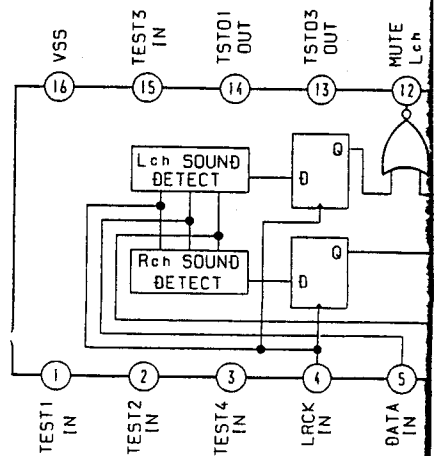 VSS
TEST3
IN
TSTO1
OUT
TSTO3
OUT
MUTE
Lch
16
15
14
13
12
Lch SOUND
DETECT
D
Q
Rch SOUND
DETECT
D
Q
1
2
3
4
5
TEST1
IN
TEST2
IN
TEST4
IN
LRCK
IN
DATA
IN